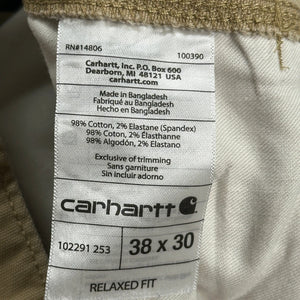 RN#14806 100390
Carhartt, Inc. P.O. Box 600
Dearborn, MI 48121 USA
carhartt.com
Made in Bangladesh
Fabriqué au Bangladesh
Hecho en Bangladesh
98% Cotton, 2% Elastane (Spandex)
98% Coton, 2% Élasthanne
98% Algodón, 2% Elastano
Exclusive of trimming
Sans garniture
Sin incluir adornos
carhartt
102291 253 38 x 30
RELAXED FIT